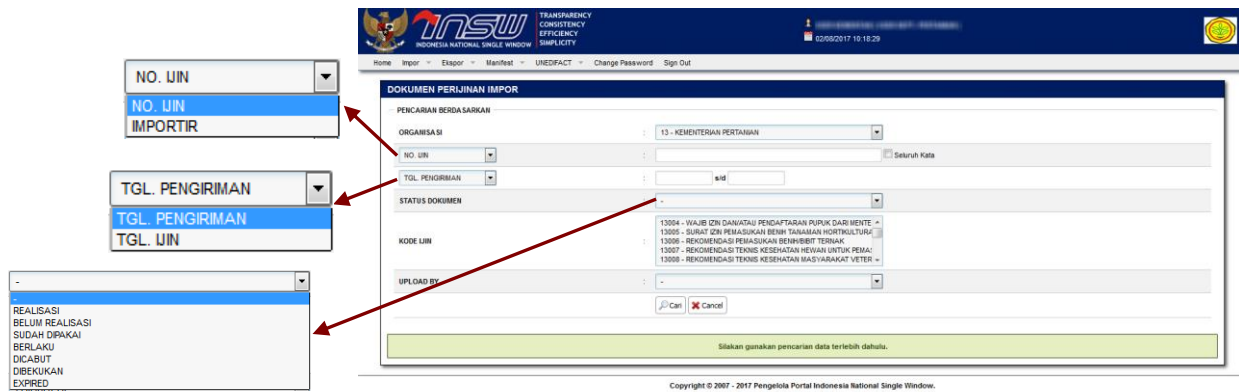 TRANSPARENCY
CONSISTENCY
EFFICIENCY
SIMPLICITY
INSW
INDONESIA NATIONAL SINGLE WINDOW
02/08/2017 10:18:29
Home Impor Ekspor Manifest UNEDIFACT Change Password Sign Out
NO. IJIN
NO. IJIN
IMPORTIR
TGL. PENGIRIMAN
TGL. PENGIRIMAN
TGL. IJIN
-
-
REALISASI
BELUM REALISASI
SUDAH DIPAKAI
BERLAKU
DICABUT
DIBEKUKAN
EXPIRED
DOKUMEN PERIJINAN IMPOR
PENCARIAN BERDASARKAN
ORGANISASI : 13 - KEMENTERIAN PERTANIAN
NO. IJIN : Seluruh Kata
TGL. PENGIRIMAN : s/d
STATUS DOKUMEN : -
KODE IJIN :
13004 - WAJIB IZIN DAN/ATAU PENDAFTARAN PUPUK DARI MENTE
13005 - SURAT IZIN PEMASUKAN BENIH TANAMAN HORTIKULTURA
13006 - REKOMENDASI PEMASUKAN BENIH/BIBIT TERNAK
13007 - REKOMENDASI TEKNIS KESEHATAN HEWAN UNTUK PEMA
13008 - REKOMENDASI TEKNIS KESEHATAN MASYARAKAT VETER
UPLOAD BY : -
Cari Cancel
Silakan gunakan pencarian data terlebih dahulu.
Copyright © 2007 - 2017 Pengelola Portal Indonesia National Single Window.